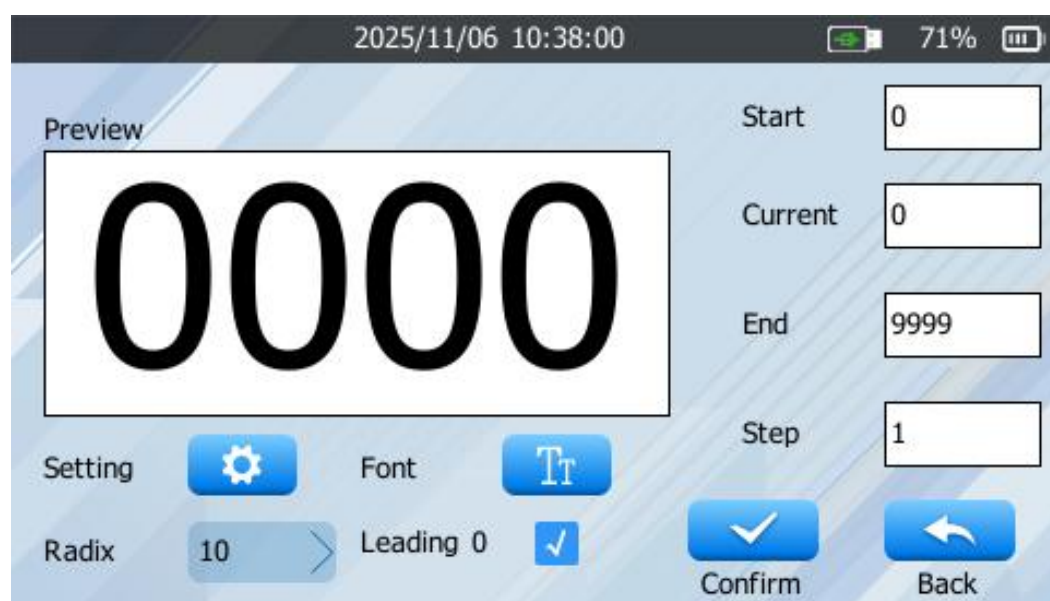 2025/11/06 10:38:00
71%
Preview
0000
Start
0
Current
0
End
9999
Step
1
Setting
Font
TT
Radix
10
Leading 0
Confirm
Back